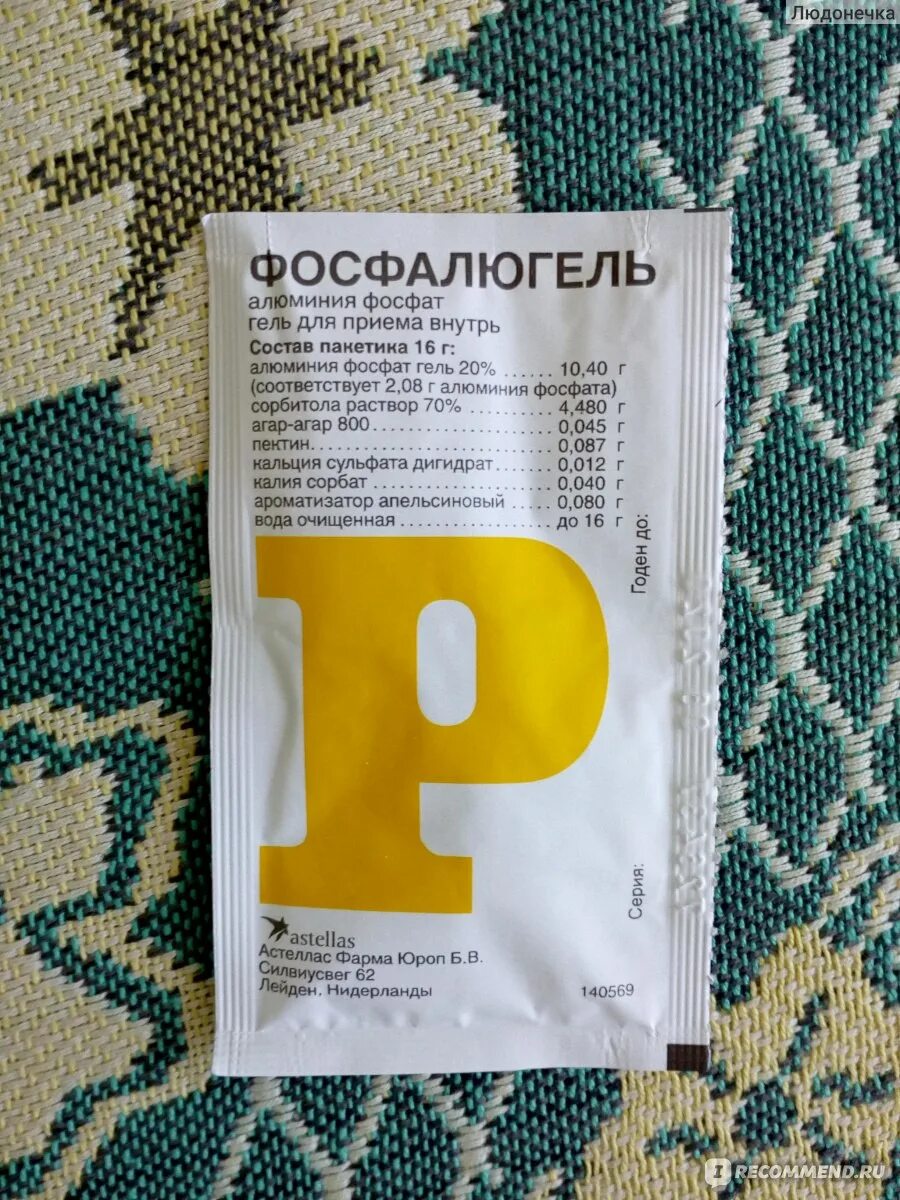 Людонечка
ФОСФАЛЮГЕЛЬ
алюминия фосфат
гель для приема внутрь
Состав пакетика 16 г:
алюминия фосфат гель 20% ...... 10,40 г
(соответствует 2,08 г алюминия фосфата)
сорбитола раствор 70% ........... 4,480 г
агар-агар 800 ........................ 0,045 г
пектин ................................ 0,087 г
кальция сульфата дигидрат ....... 0,012 г
калия сорбат ........................ 0,040 г
ароматизатор апельсиновый ..... 0,080 г
вода очищенная .................... до 16 г
Годен до:
P
Серия:
astellas
Астеллас Фарма Юроп Б.В.
Силвиусвег 62
Лейден, Нидерланды
140569
I RECOMMEND.RU